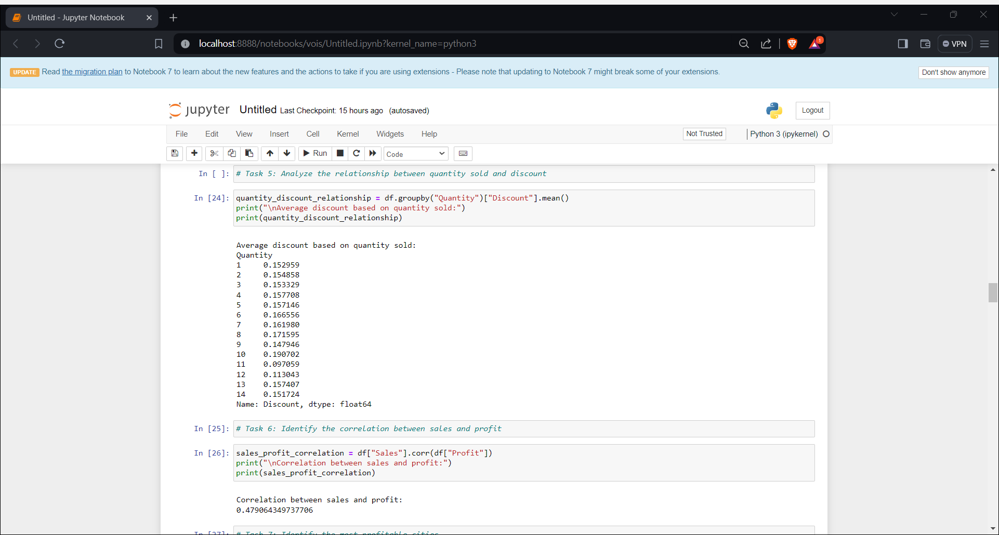 Untitled - Jupyter Notebook
localhost:8888/notebooks/vois/Untitled.ipynb?kernel_name=python3
1
VPN
UPDATE Read the migration plan to Notebook 7 to learn about the new features and the actions to take if you are using extensions - Please note that updating to Notebook 7 might break some of your extensions.
Don't show anymore
jupyter Untitled Last Checkpoint: 15 hours ago (autosaved)
Logout
File Edit View Insert Cell Kernel Widgets Help
Not Trusted
Python 3 (ipykernel)
Run
Code
In [ ]: # Task 5: Analyze the relationship between quantity sold and discount
In [24]: quantity_discount_relationship = df.groupby("Quantity")["Discount"].mean()
print("\nAverage discount based on quantity sold:")
print(quantity_discount_relationship)
Average discount based on quantity sold:
Quantity
1 0.152959
2 0.154858
3 0.153329
4 0.157708
5 0.157146
6 0.166556
7 0.161980
8 0.171595
9 0.147946
10 0.190702
11 0.097059
12 0.113043
13 0.157407
14 0.151724
Name: Discount, dtype: float64
In [25]: # Task 6: Identify the correlation between sales and profit
In [26]: sales_profit_correlation = df["Sales"].corr(df["Profit"])
print("\nCorrelation between sales and profit:")
print(sales_profit_correlation)
Correlation between sales and profit:
0.479064349737706
In [27]: # Task 7: Identify the most profitable cities